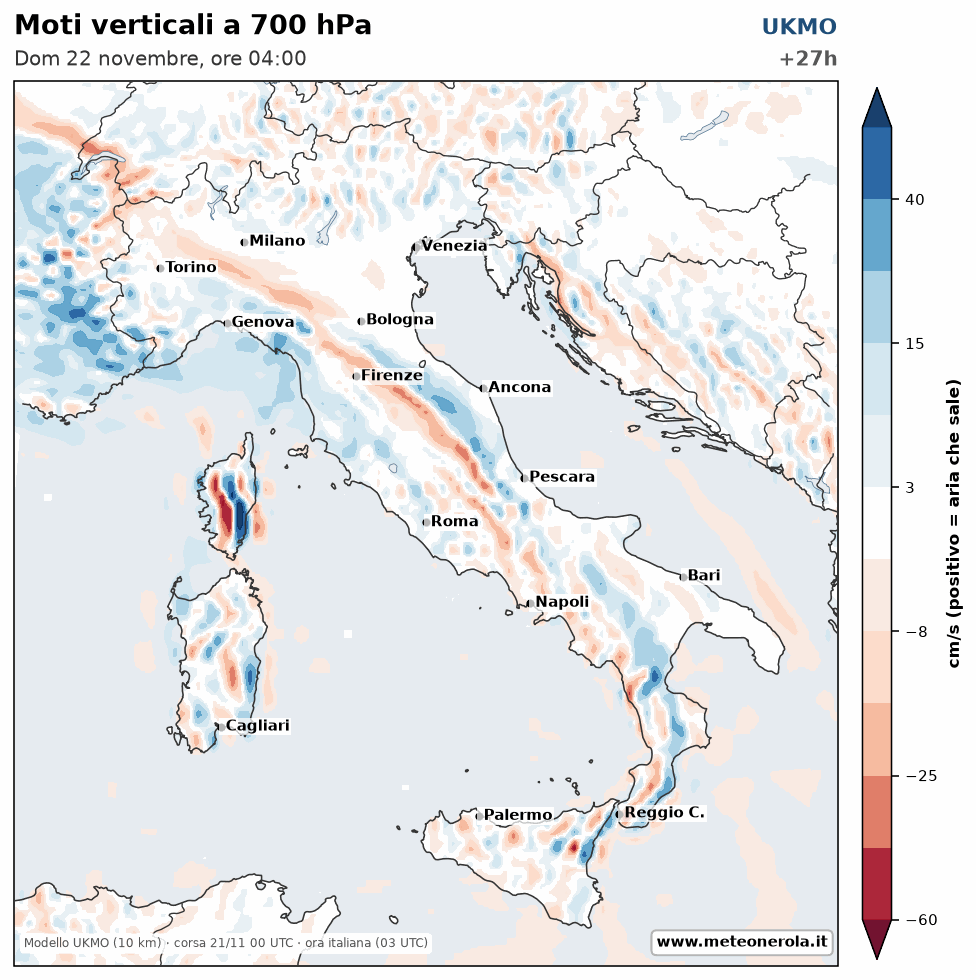 Moti verticali a 700 hPa
UKMO
Dom 22 novembre, ore 04:00
+27h
Milano
Venezia
Torino
Genova
Bologna
Firenze
Ancona
Pescara
Roma
Bari
Napoli
Cagliari
Palermo
Reggio C.
40
15
3
−8
−25
−60
cm/s (positivo = aria che sale)
Modello UKMO (10 km) · corsa 21/11 00 UTC · ora italiana (03 UTC)
www.meteonerola.it